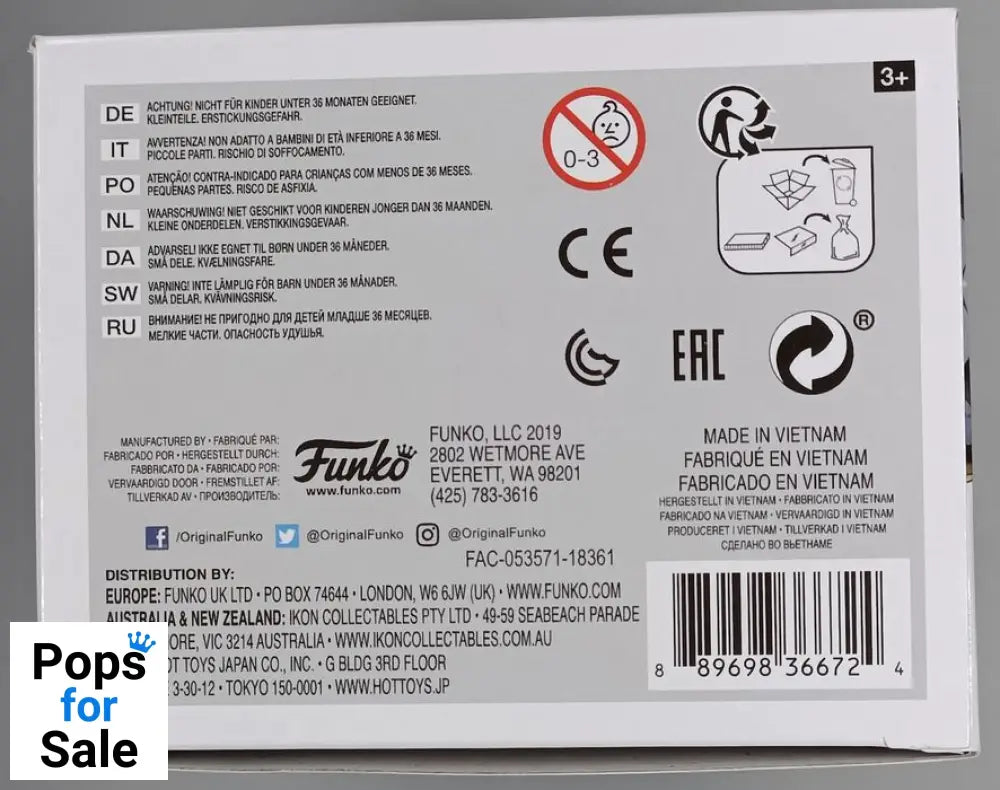 3+
DE ACHTUNG! NICHT FÜR KINDER UNTER 36 MONATEN GEEIGNET.
KLEINTEILE. ERSTICKUNGSGEFAHR.
IT AVVERTENZA! NON ADATTO A BAMBINI DI ETÀ INFERIORE A 36 MESI.
PICCOLE PARTI. RISCHIO DI SOFFOCAMENTO.
PO ATENÇÃO! CONTRA-INDICADO PARA CRIANÇAS COM MENOS DE 36 MESES.
PEQUENAS PARTES. RISCO DE ASFIXIA.
NL WAARSCHUWING! NIET GESCHIKT VOOR KINDEREN JONGER DAN 36 MAANDEN.
KLEINE ONDERDELEN. VERSTIKKINGSGEVAAR.
DA ADVARSEL! IKKE EGNET TIL BØRN UNDER 36 MÅNEDER.
SMÅ DELE. KVÆLNINGSFARE.
SW VARNING! INTE LÄMPLIG FÖR BARN UNDER 36 MÅNADER.
SMÅ DELAR. KVÄVNINGSRISK.
RU ВНИМАНИЕ! НЕ ПРИГОДНО ДЛЯ ДЕТЕЙ МЛАДШЕ 36 МЕСЯЦЕВ.
МЕЛКИЕ ЧАСТИ. ОПАСНОСТЬ УДУШЬЯ.
0-3
CE
EAC
®
MANUFACTURED BY • FABRIQUÉ PAR:
FABRICADO POR • HERGESTELLT DURCH:
FABBRICATO DA • FABRICADO POR:
VERVAARDIGD DOOR • FREMSTILLET AF:
TILLVERKAD AV • ПРОИЗВОДИТЕЛЬ:
Funko
www.funko.com
FUNKO, LLC 2019
2802 WETMORE AVE
EVERETT, WA 98201
(425) 783-3616
MADE IN VIETNAM
FABRIQUÉ EN VIETNAM
FABRICADO EN VIETNAM
HERGESTELLT IN VIETNAM • FABBRICATO IN VIETNAM
FABRICADO NA VIETNAM • VERVAARDIGD IN VIETNAM
PRODUCERET I VIETNAM • TILLVERKAD I VIETNAM
СДЕЛАНО ВО ВЬЕТНАМЕ
f /OriginalFunko @OriginalFunko @OriginalFunko
FAC-053571-18361
DISTRIBUTION BY:
EUROPE: FUNKO UK LTD • PO BOX 74644 • LONDON, W6 6JW (UK) • WWW.FUNKO.COM
AUSTRALIA & NEW ZEALAND: IKON COLLECTABLES PTY LTD • 49-59 SEABEACH PARADE
ORE, VIC 3214 AUSTRALIA • WWW.IKONCOLLECTABLES.COM.AU
OT TOYS JAPAN CO., INC. • G BLDG 3RD FLOOR
3-30-12 • TOKYO 150-0001 • WWW.HOTTOYS.JP
8 89698 36672 4
Pops
for
Sale